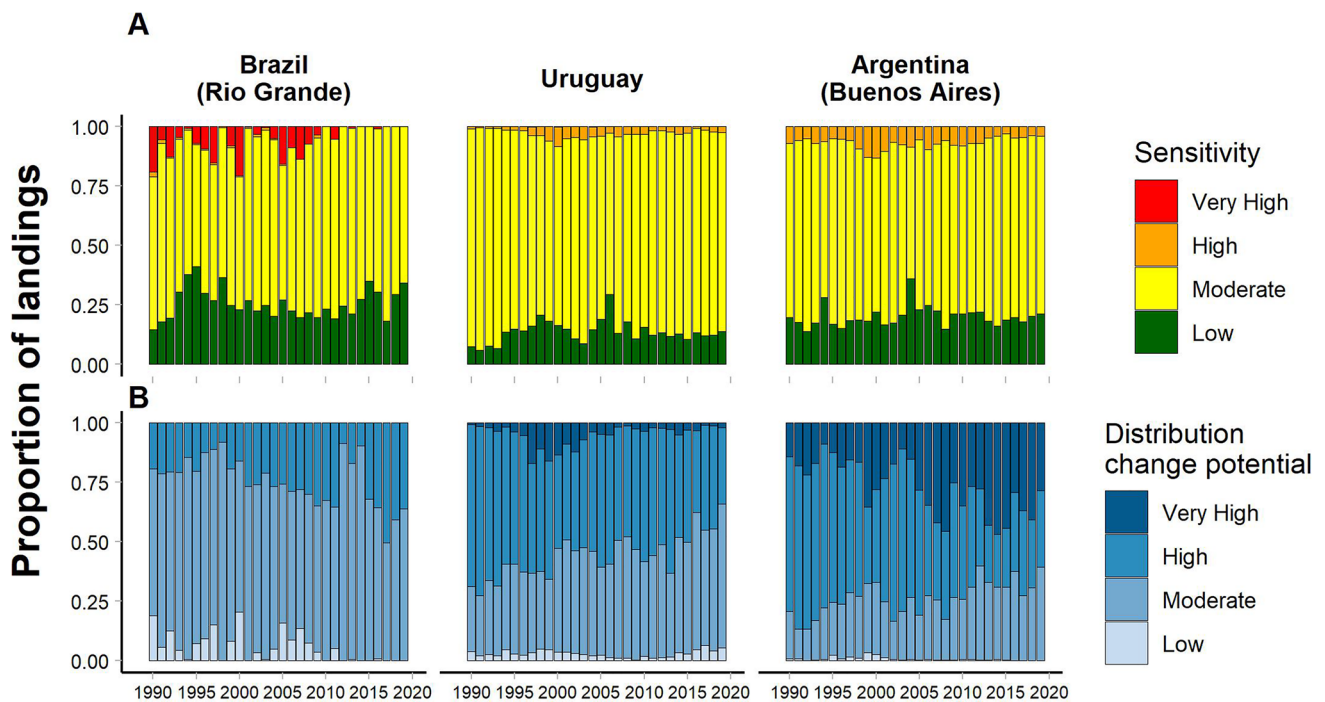 A
Brazil
(Rio Grande)
Uruguay
Argentina
(Buenos Aires)
Proportion of landings
1.00
0.75
0.50
0.25
0.00
Sensitivity
Very High
High
Moderate
Low
B
1.00
0.75
0.50
0.25
0.00
1990 1995 2000 2005 2010 2015 2020
1990 1995 2000 2005 2010 2015 2020
1990 1995 2000 2005 2010 2015 2020
Distribution
change potential
Very High
High
Moderate
Low